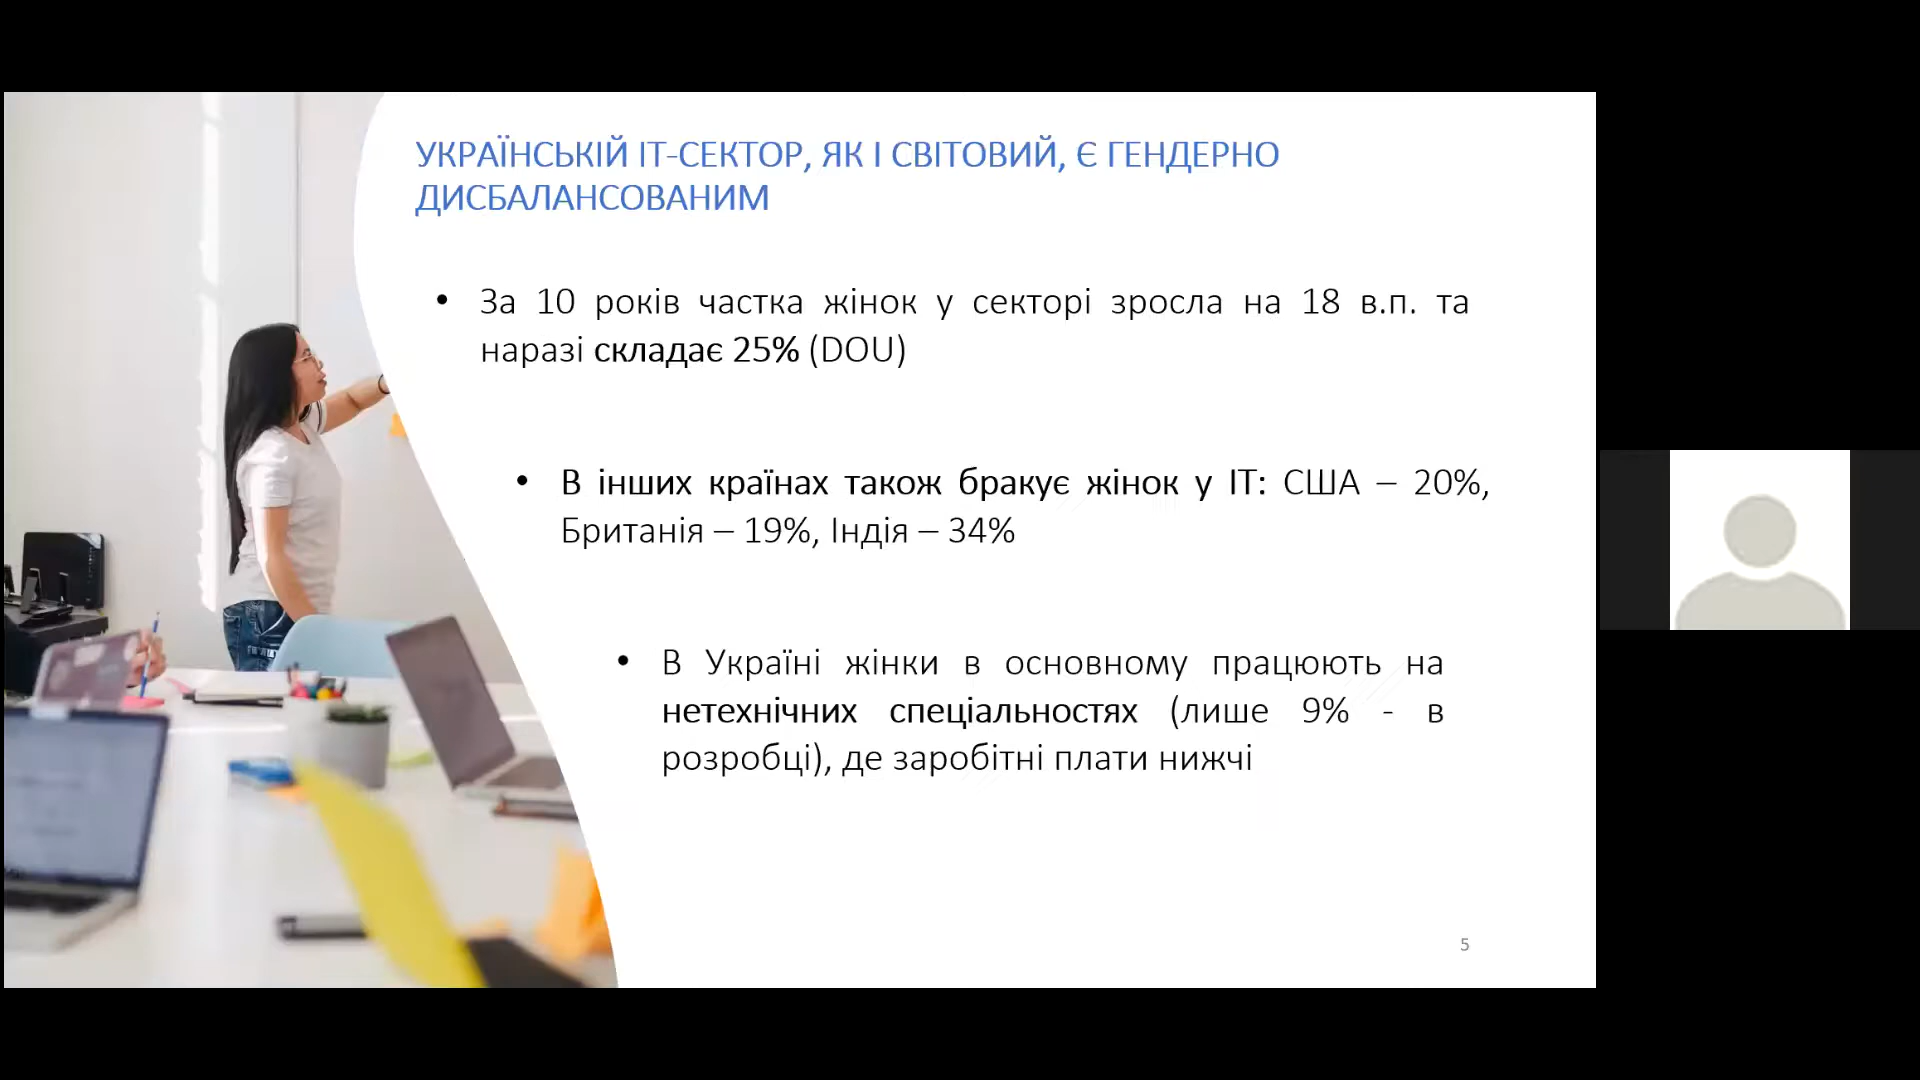 УКРАЇНСЬКІЙ ІТ-СЕКТОР, ЯК І СВІТОВИЙ, Є ГЕНДЕРНО
ДИСБАЛАНСОВАНИМ
• За 10 років частка жінок у секторі зросла на 18 в.п. та
наразі складає 25% (DOU)
• В інших країнах також бракує жінок у ІТ: США – 20%,
Британія – 19%, Індія – 34%
• В Україні жінки в основному працюють на
нетехнічних спеціальностях (лише 9% - в
розробці), де заробітні плати нижчі
5